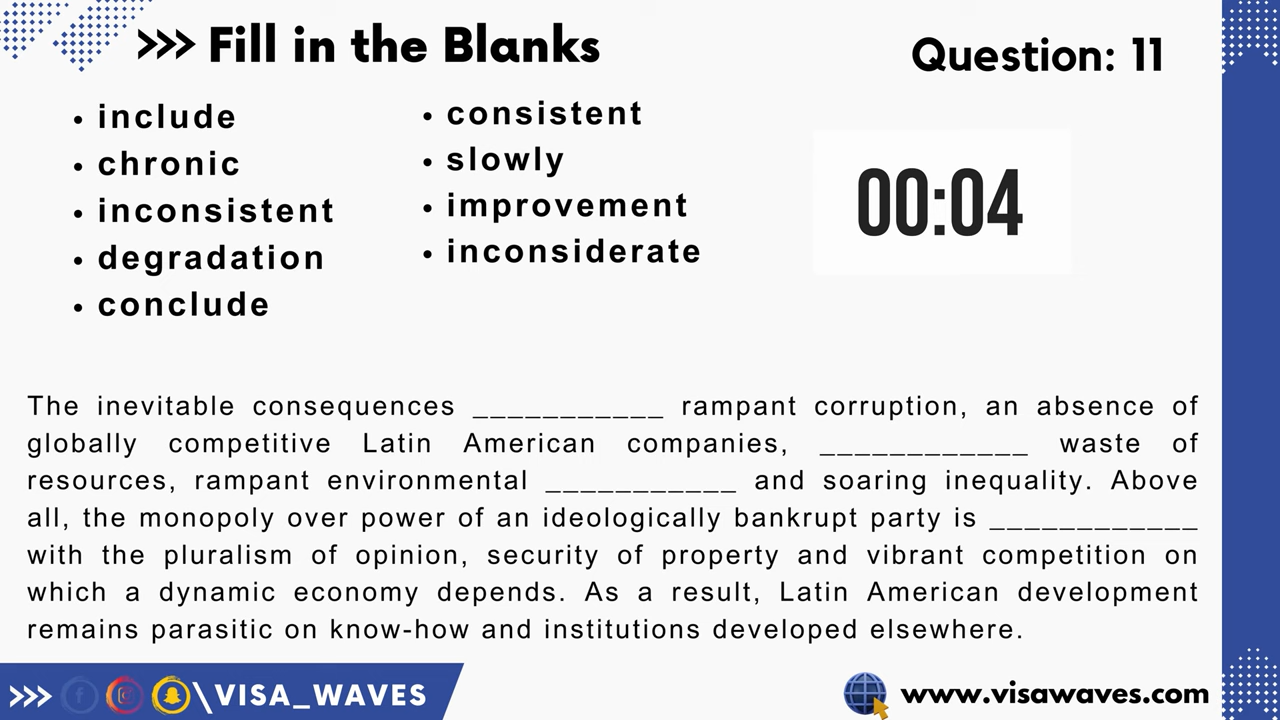 >>> Fill in the Blanks
Question: 11
• include
• chronic
• inconsistent
• degradation
• conclude
• consistent
• slowly
• improvement
• inconsiderate
00:04
The inevitable consequences ___________ rampant corruption, an absence of
globally competitive Latin American companies, ____________ waste of
resources, rampant environmental ___________ and soaring inequality. Above
all, the monopoly over power of an ideologically bankrupt party is ____________
with the pluralism of opinion, security of property and vibrant competition on
which a dynamic economy depends. As a result, Latin American development
remains parasitic on know-how and institutions developed elsewhere.
>>> \VISA_WAVES
www.visawaves.com